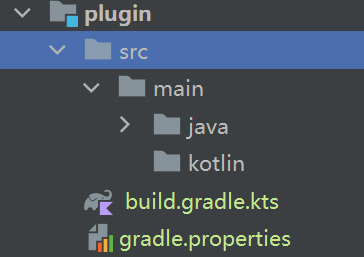 plugin
src
main
java
kotlin
build.gradle.kts
gradle.properties